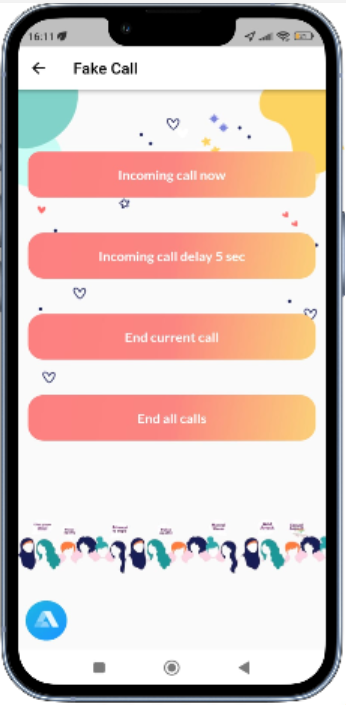 16:11
Fake Call
Incoming call now
Incoming call delay 5 sec
End current call
End all calls